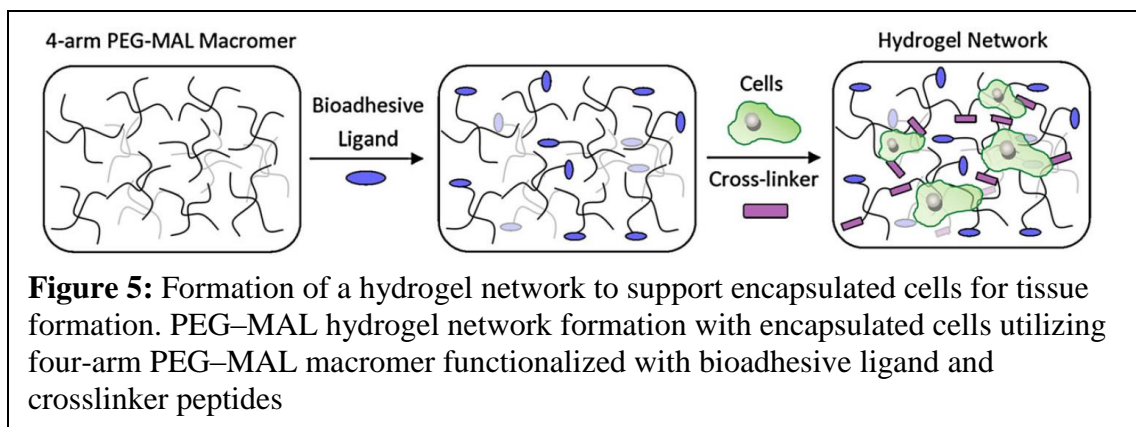 4-arm PEG-MAL Macromer
Bioadhesive
Ligand
Cells
Cross-linker
Hydrogel Network
Figure 5: Formation of a hydrogel network to support encapsulated cells for tissue
formation. PEG–MAL hydrogel network formation with encapsulated cells utilizing
four-arm PEG–MAL macromer functionalized with bioadhesive ligand and
crosslinker peptides